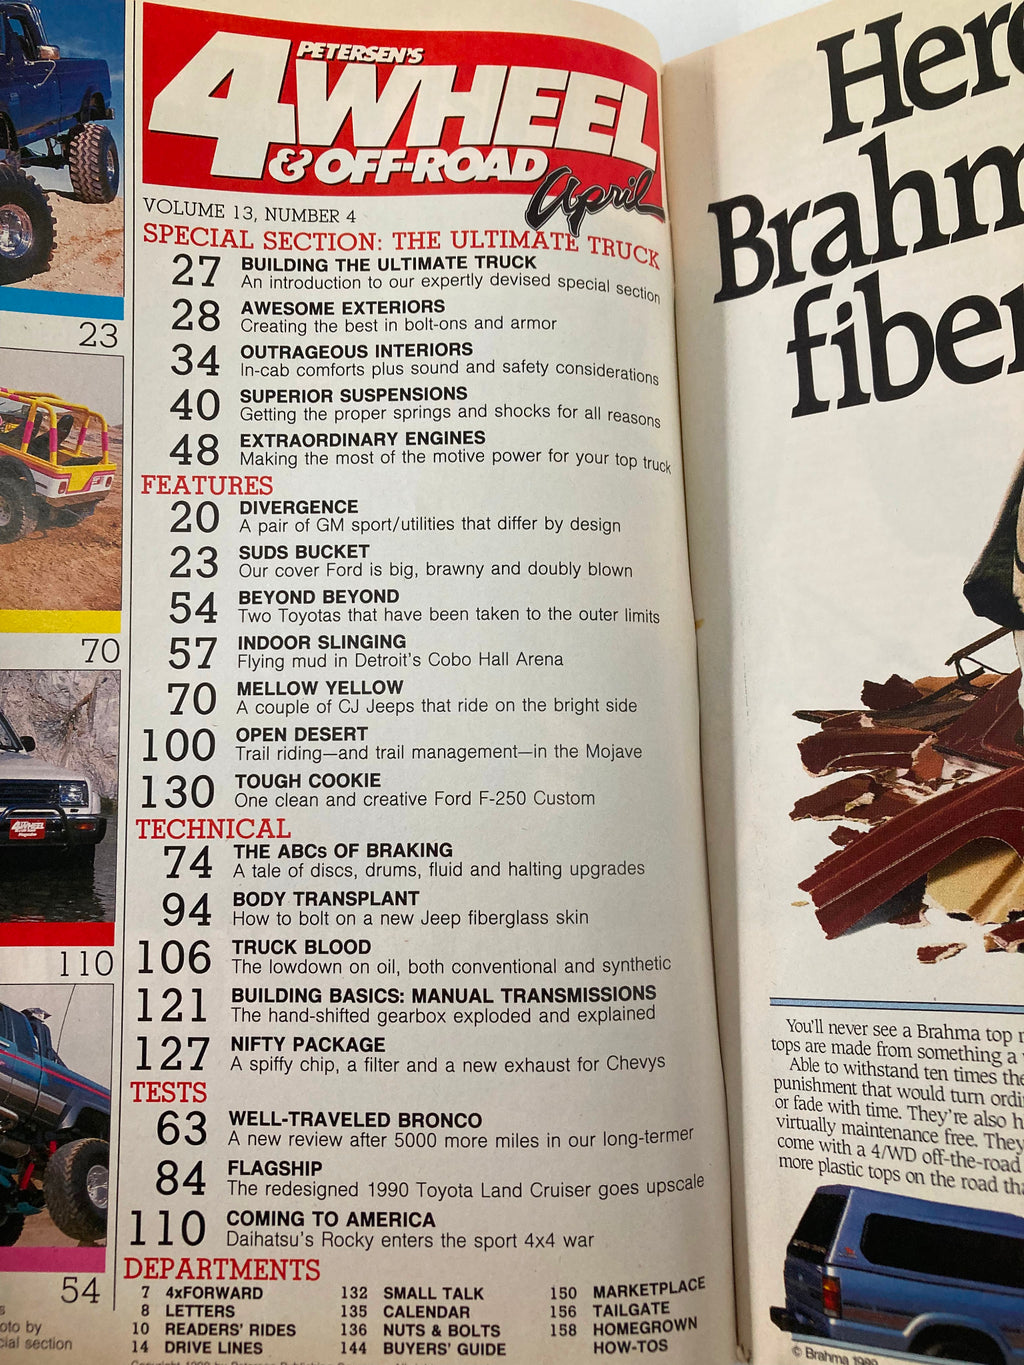 PETERSEN'S
4WHEEL
& OFF-ROAD
April
VOLUME 13, NUMBER 4
SPECIAL SECTION: THE ULTIMATE TRUCK
27 BUILDING THE ULTIMATE TRUCK
An introduction to our expertly devised special section
28 AWESOME EXTERIORS
Creating the best in bolt-ons and armor
34 OUTRAGEOUS INTERIORS
In-cab comforts plus sound and safety considerations
40 SUPERIOR SUSPENSIONS
Getting the proper springs and shocks for all reasons
48 EXTRAORDINARY ENGINES
Making the most of the motive power for your top truck
FEATURES
20 DIVERGENCE
A pair of GM sport/utilities that differ by design
23 SUDS BUCKET
Our cover Ford is big, brawny and doubly blown
54 BEYOND BEYOND
Two Toyotas that have been taken to the outer limits
57 INDOOR SLINGING
Flying mud in Detroit's Cobo Hall Arena
70 MELLOW YELLOW
A couple of CJ Jeeps that ride on the bright side
100 OPEN DESERT
Trail riding—and trail management—in the Mojave
130 TOUGH COOKIE
One clean and creative Ford F-250 Custom
TECHNICAL
74 THE ABCs OF BRAKING
A tale of discs, drums, fluid and halting upgrades
94 BODY TRANSPLANT
How to bolt on a new Jeep fiberglass skin
106 TRUCK BLOOD
The lowdown on oil, both conventional and synthetic
121 BUILDING BASICS: MANUAL TRANSMISSIONS
The hand-shifted gearbox exploded and explained
127 NIFTY PACKAGE
A spiffy chip, a filter and a new exhaust for Chevys
TESTS
63 WELL-TRAVELED BRONCO
A new review after 5000 more miles in our long-termer
84 FLAGSHIP
The redesigned 1990 Toyota Land Cruiser goes upscale
110 COMING TO AMERICA
Daihatsu's Rocky enters the sport 4x4 war
DEPARTMENTS
7 4xFORWARD
8 LETTERS
10 READERS' RIDES
14 DRIVE LINES
132 SMALL TALK
135 CALENDAR
136 NUTS & BOLTS
144 BUYERS' GUIDE
150 MARKETPLACE
156 TAILGATE
158 HOMEGROWN
HOW-TOS
23
70
4WHEEL
110
54
oto by
cial section
Here
Brahm
fiber
You'll never see a Brahma top
tops are made from something a
Able to withstand ten times the
punishment that would turn ordi
or fade with time. They're also h
virtually maintenance free. They
come with a 4/WD off-the-road
more plastic tops on the road tha
© Brahma 1990